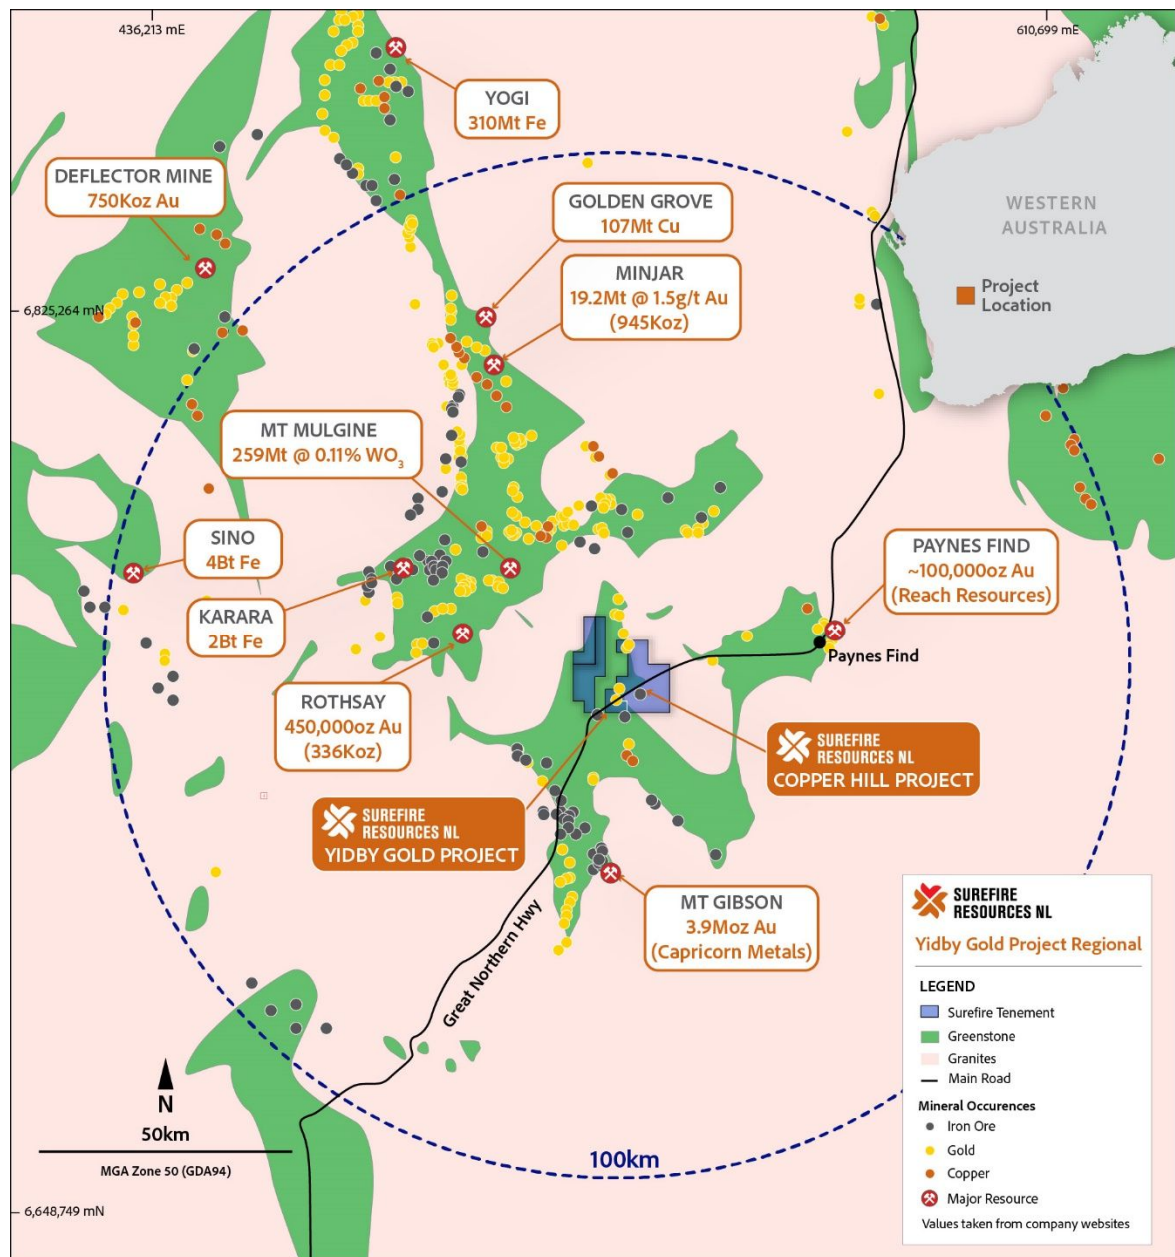 436,213 mE
610,699 mE
YOGI
310Mt Fe
DEFLECTOR MINE
750Koz Au
GOLDEN GROVE
107Mt Cu
WESTERN
AUSTRALIA
MINJAR
19.2Mt @ 1.5g/t Au
(945Koz)
Project
Location
6,825,264 mN
MT MULGINE
259Mt @ 0.11% WO₃
SINO
4Bt Fe
PAYNES FIND
~100,000oz Au
(Reach Resources)
KARARA
2Bt Fe
Paynes Find
ROTHSAY
450,000oz Au
(336Koz)
SUREFIRE
RESOURCES NL
COPPER HILL PROJECT
SUREFIRE
RESOURCES NL
YIDBY GOLD PROJECT
MT GIBSON
3.9Moz Au
(Capricorn Metals)
Great Northern Hwy
SUREFIRE
RESOURCES NL
Yidby Gold Project Regional
LEGEND
Surefire Tenement
Greenstone
Granites
Main Road
Mineral Occurences
Iron Ore
Gold
Copper
Major Resource
Values taken from company websites
N
50km
MGA Zone 50 (GDA94)
100km
6,648,749 mN